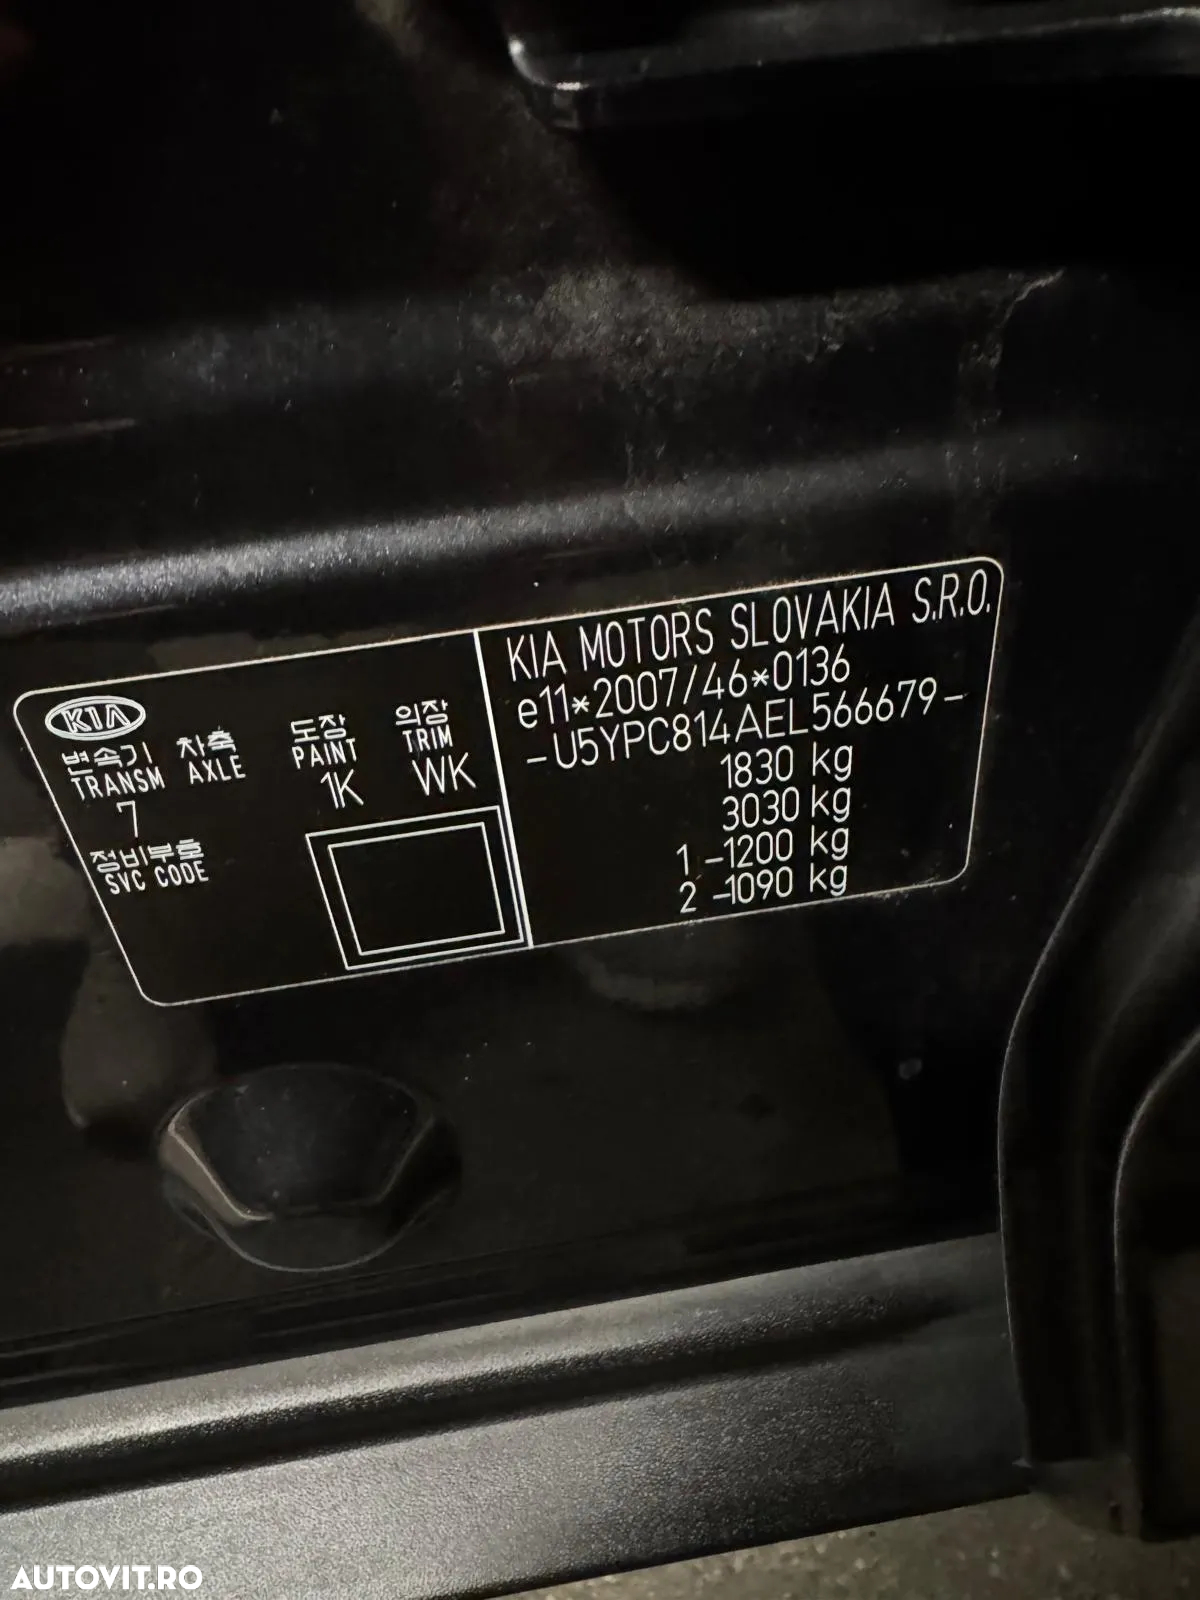 KIA
변속기 차축 도장 의장
TRANSM AXLE PAINT TRIM
7 1K WK
정비부호
SVC CODE
KIA MOTORS SLOVAKIA S.R.O.
e11*2007/46*0136
-U5YPC814AEL566679-
1830 kg
3030 kg
1 -1200 kg
2 -1090 kg
AUTOVIT.RO